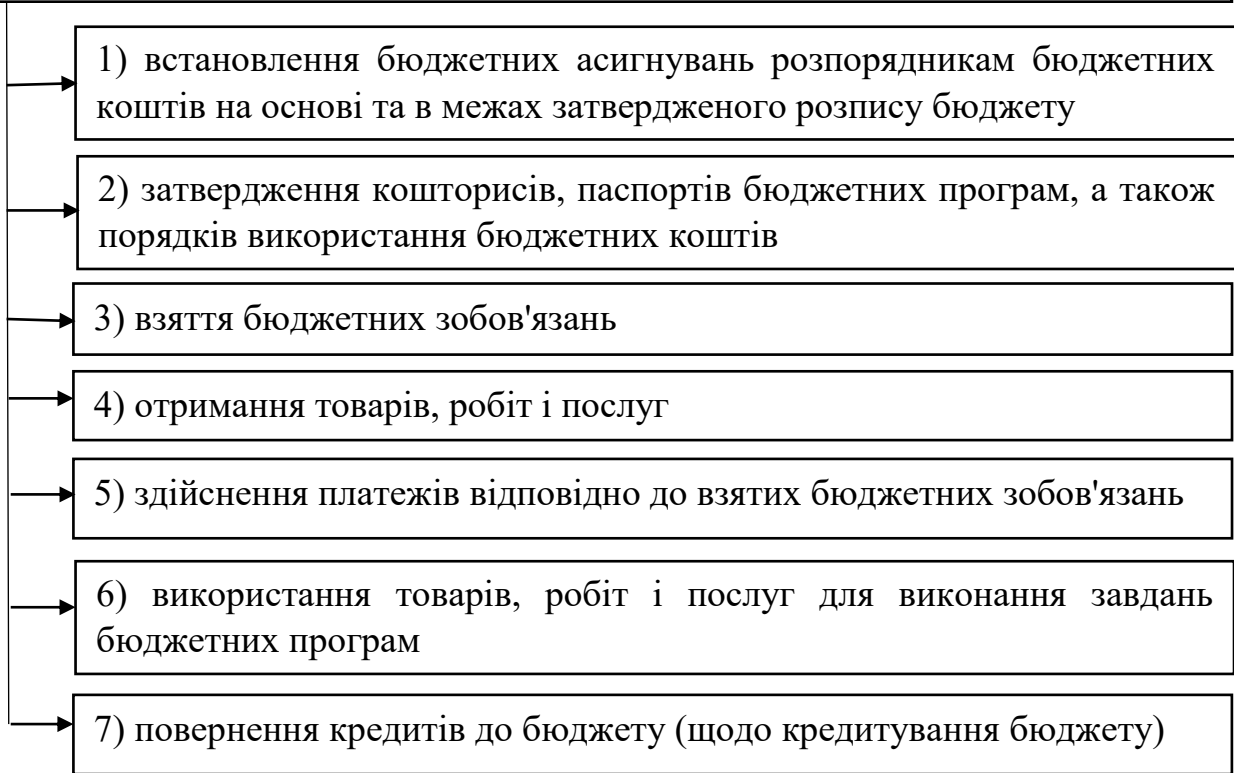 1) встановлення бюджетних асигнувань розпорядникам бюджетних
коштів на основі та в межах затвердженого розпису бюджету
2) затвердження кошторисів, паспортів бюджетних програм, а також
порядків використання бюджетних коштів
3) взяття бюджетних зобов'язань
4) отримання товарів, робіт і послуг
5) здійснення платежів відповідно до взятих бюджетних зобов'язань
6) використання товарів, робіт і послуг для виконання завдань
бюджетних програм
7) повернення кредитів до бюджету (щодо кредитування бюджету)